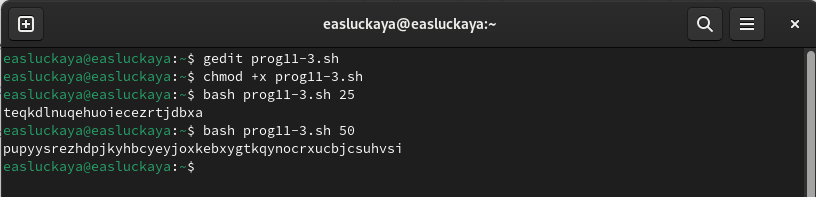 easluckaya@easluckaya:~
easluckaya@easluckaya:~$ gedit prog11-3.sh
easluckaya@easluckaya:~$ chmod +x prog11-3.sh
easluckaya@easluckaya:~$ bash prog11-3.sh 25
teqkdlnuqehuoiecezrtjdbxa
easluckaya@easluckaya:~$ bash prog11-3.sh 50
pupyysrezhdpjkyhbcyeyjoxkebxygtkqynocrxucbjcsuhvsi
easluckaya@easluckaya:~$